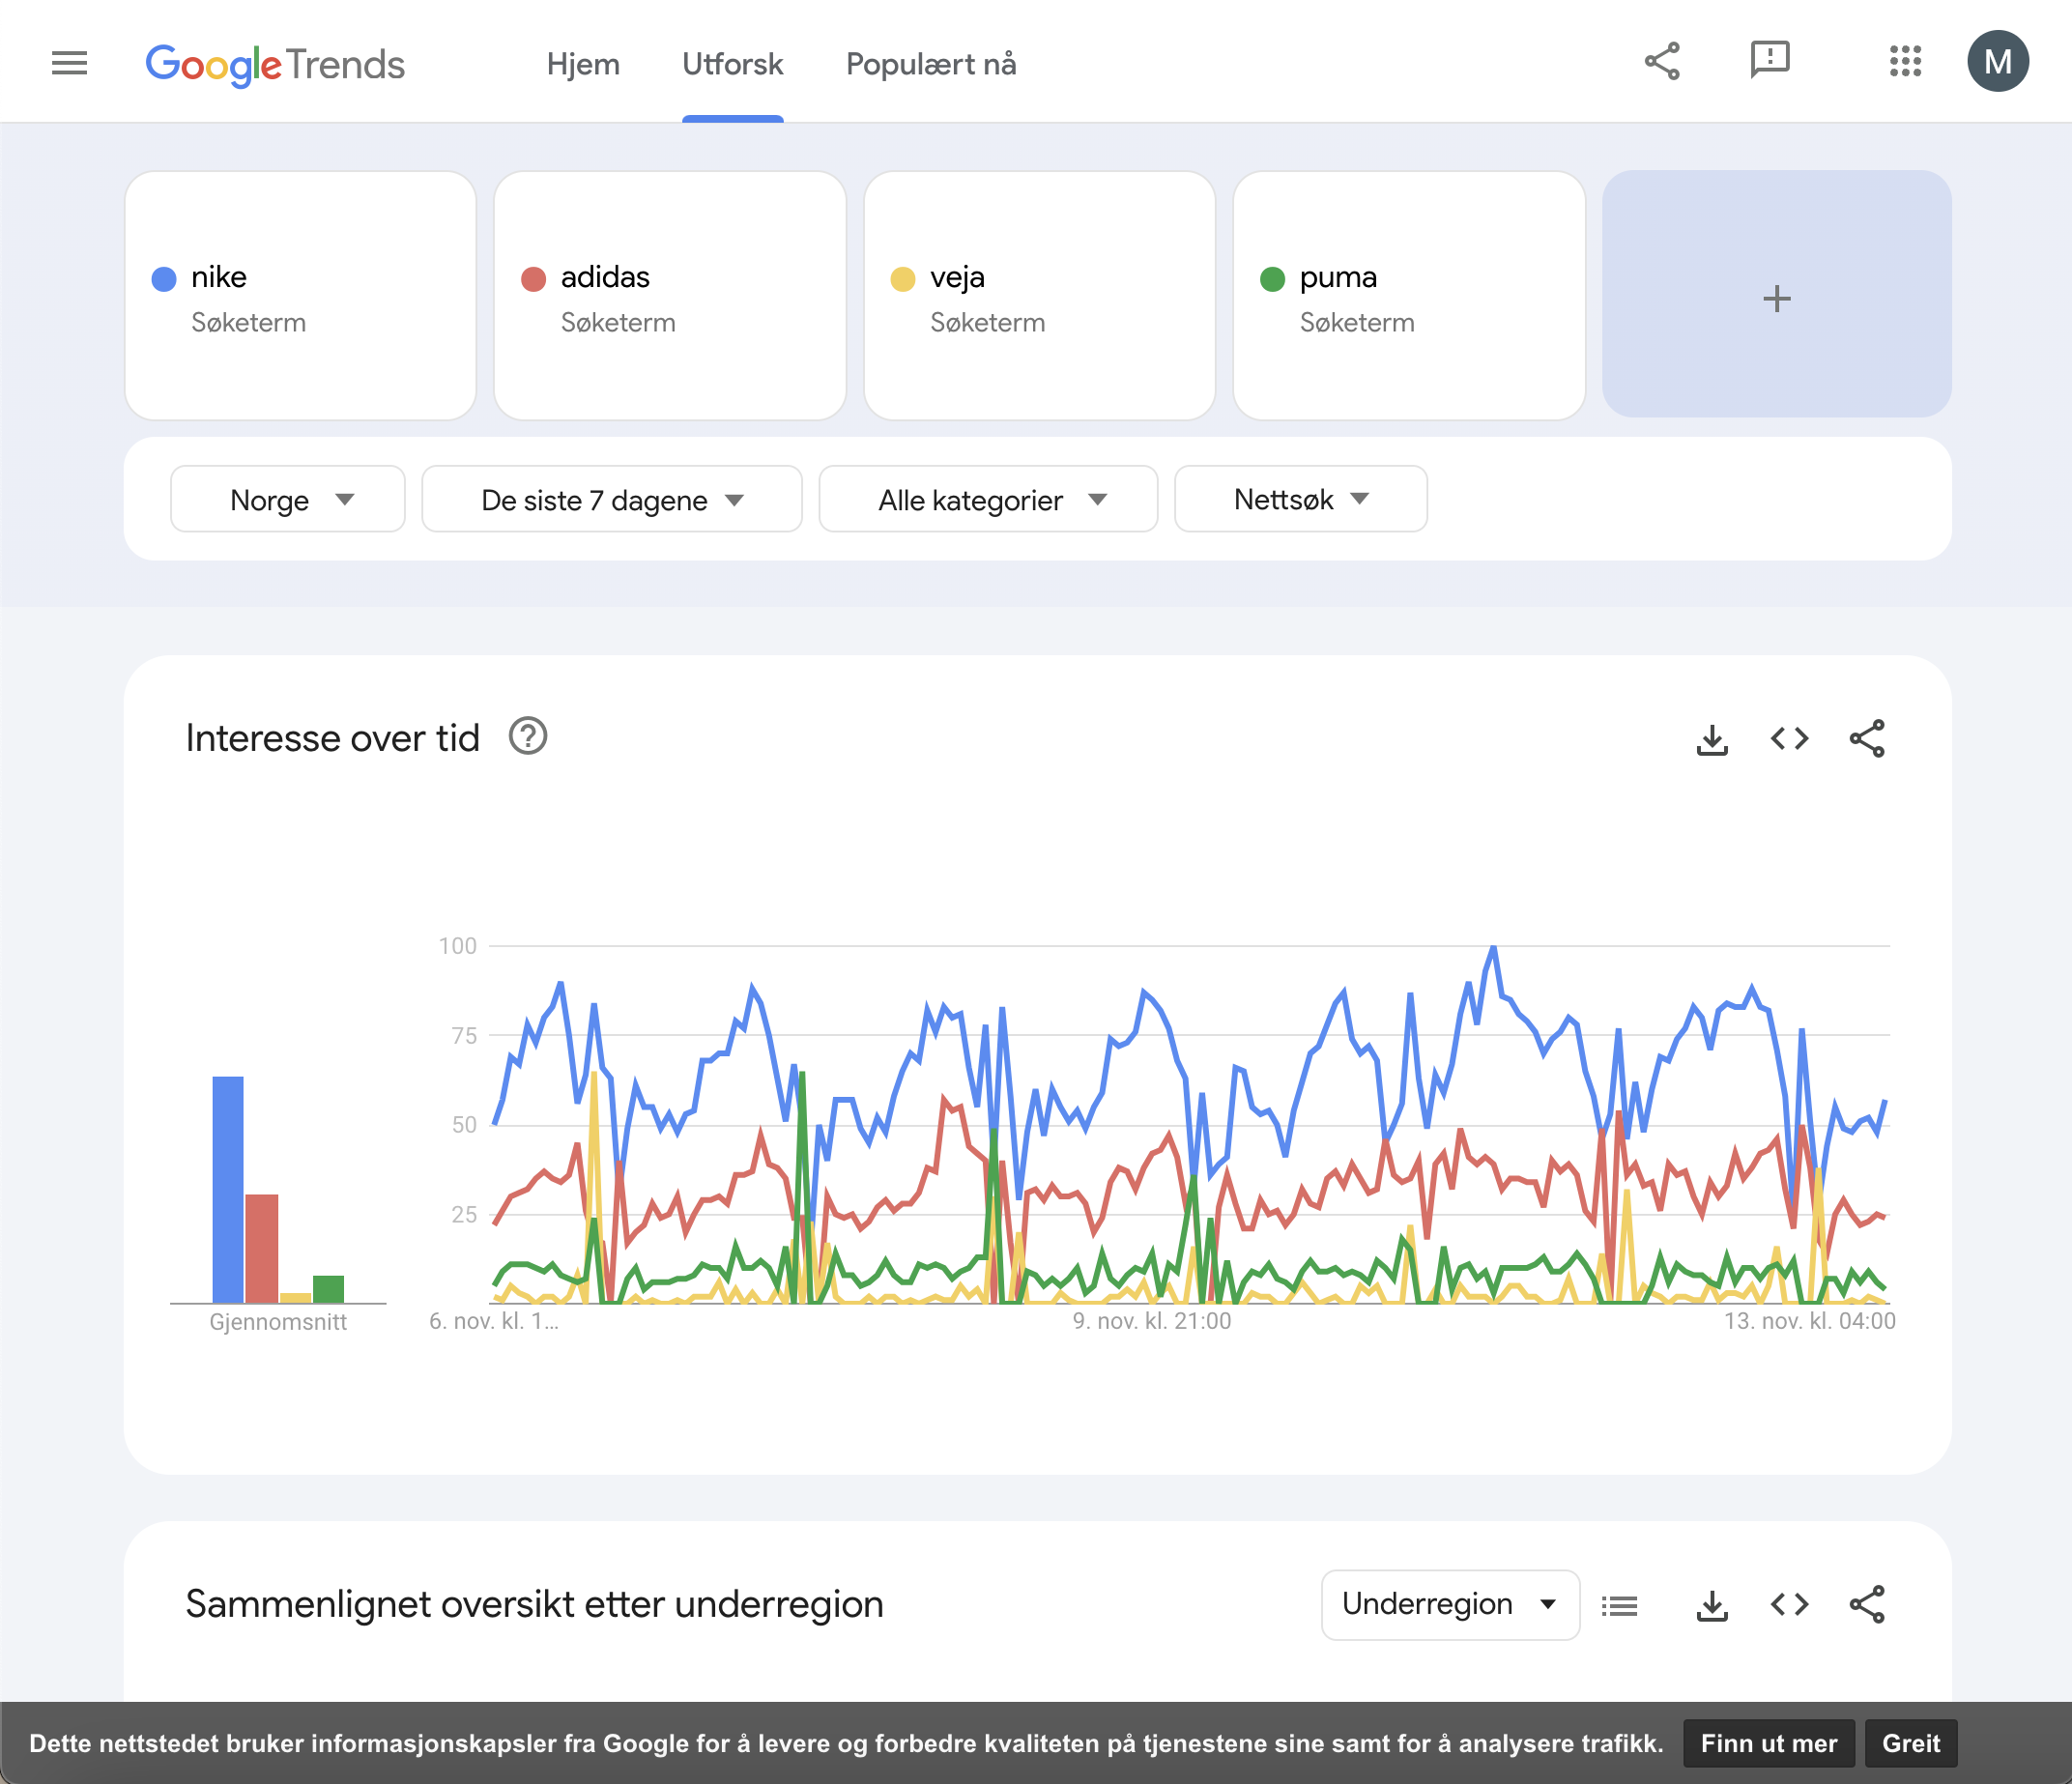 Google Trends Hjem Utforsk Populært nå M
nike
Søketerm
adidas
Søketerm
veja
Søketerm
puma
Søketerm
+
Norge De siste 7 dagene Alle kategorier Nettsøk
Interesse over tid ?
100
75
50
25
Gjennomsnitt 6. nov. kl. 1... 9. nov. kl. 21:00 13. nov. kl. 04:00
Sammenlignet oversikt etter underregion Underregion
Dette nettstedet bruker informasjonskapsler fra Google for å levere og forbedre kvaliteten på tjenestene sine samt for å analysere trafikk. Finn ut mer Greit